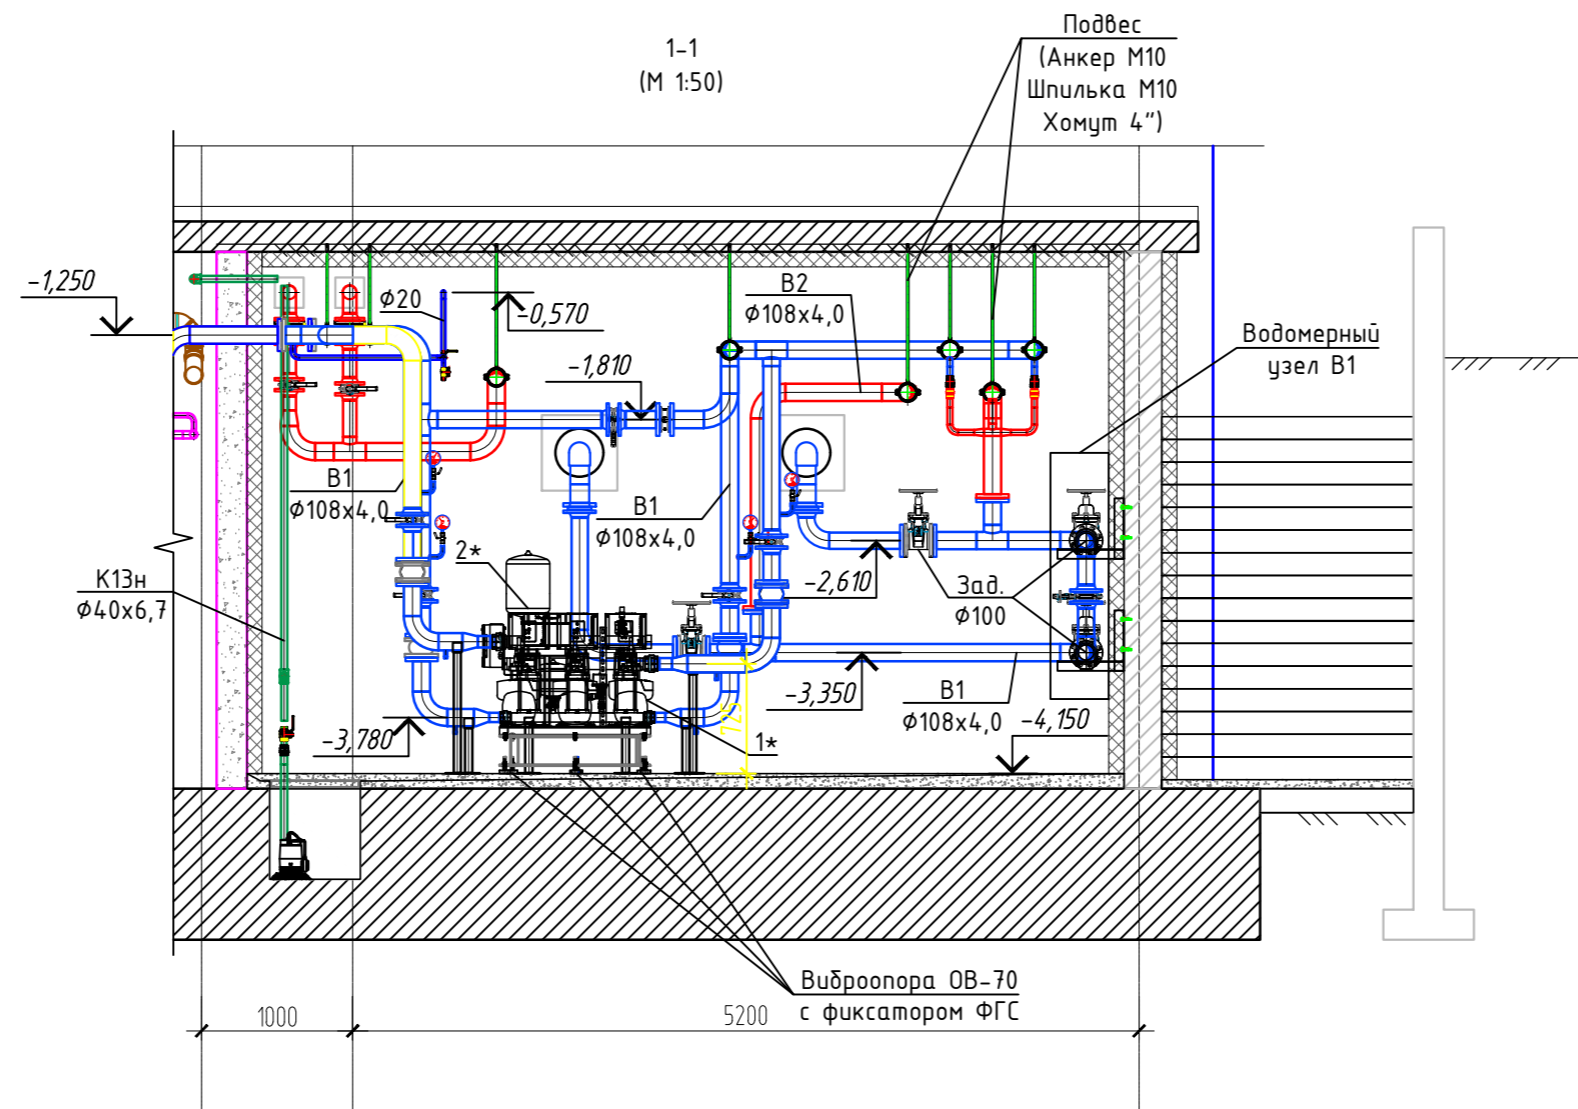 1-1
(М 1:50)
Подвес
(Анкер М10
Шпилька М10
Хомут 4")
-1,250
Ф20
-0,570
В2
Ф108х4,0
Водомерный
узел В1
-1,810
В1
Ф108х4,0
В1
Ф108х4,0
2*
-2,610
Зад.
Ф100
К13н
Ф40х6,7
-3,350
В1
Ф108х4,0
-4,150
-3,780
725
1*
Виброопора ОВ-70
с фиксатором ФГС
1000
5200